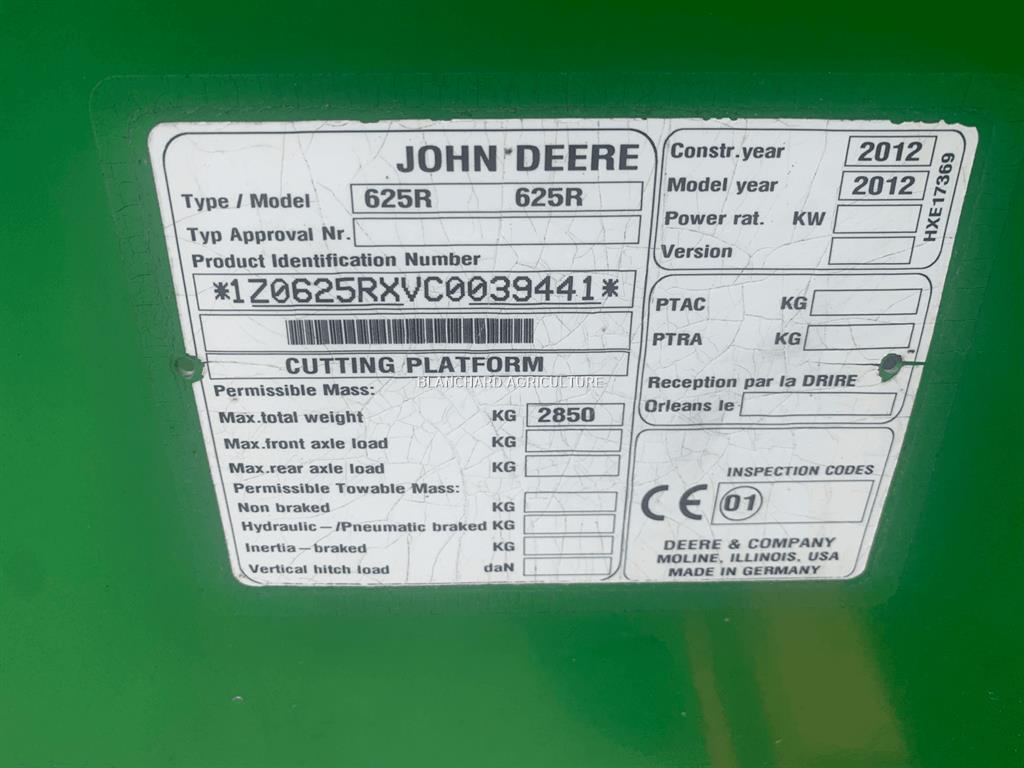 JOHN DEERE
Type / Model 625R 625R
Typ Approval Nr.
Product Identification Number
*1Z0625RXVC0039441*
CUTTING PLATFORM
BLANCHARD AGRICULTURE
Permissible Mass:
Max.total weight KG 2850
Max.front axle load KG
Max.rear axle load KG
Permissible Towable Mass:
Non braked KG
Hydraulic-/Pneumatic braked KG
Inertia-braked KG
Vertical hitch load daN
Constr.year 2012
Model year 2012
Power rat. KW
Version
HXE17369
PTAC KG
PTRA KG
Reception par la DRIRE
Orleans le
INSPECTION CODES
CE 01
DEERE & COMPANY
MOLINE, ILLINOIS, USA
MADE IN GERMANY